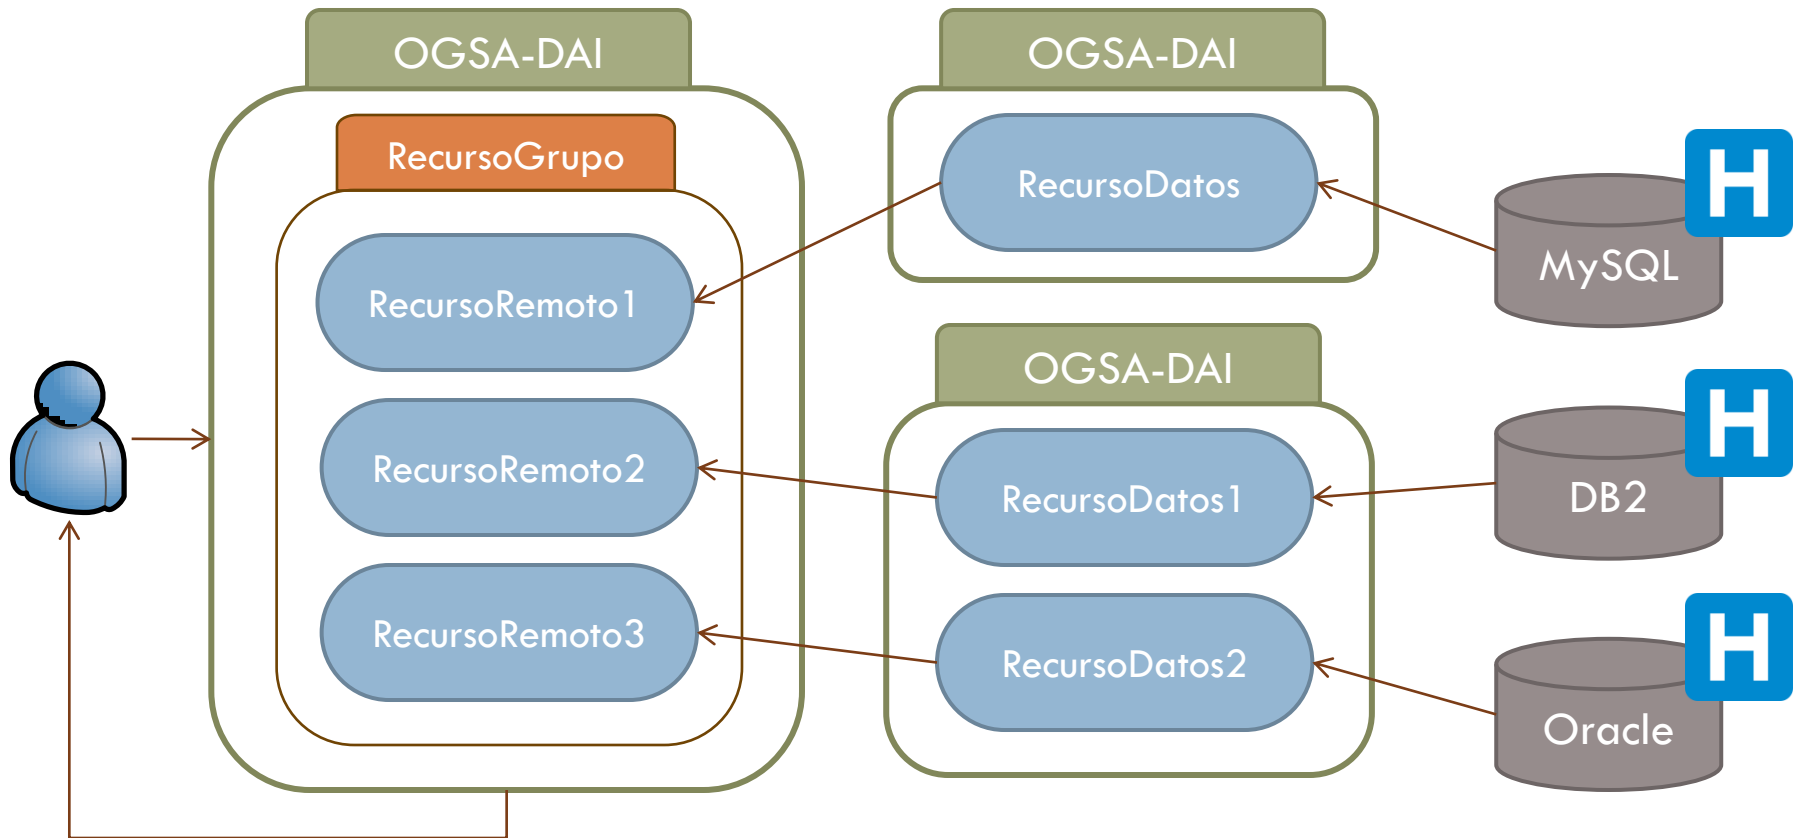 OGSA-DAI
RecursoGrupo
RecursoRemoto1
RecursoRemoto2
RecursoRemoto3
OGSA-DAI
RecursoDatos
OGSA-DAI
RecursoDatos1
RecursoDatos2
H
MySQL
H
DB2
H
Oracle